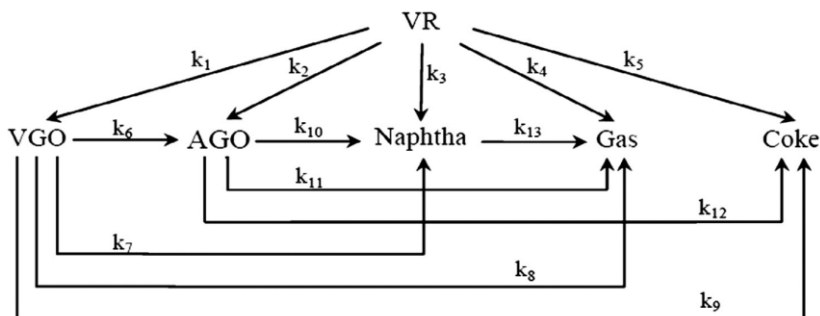 VR
k₁ k₂ k₃ k₄ k₅
VGO k₆ AGO k₁₀ Naphtha k₁₃ Gas Coke
k₁₁
k₁₂
k₇
k₈
k₉